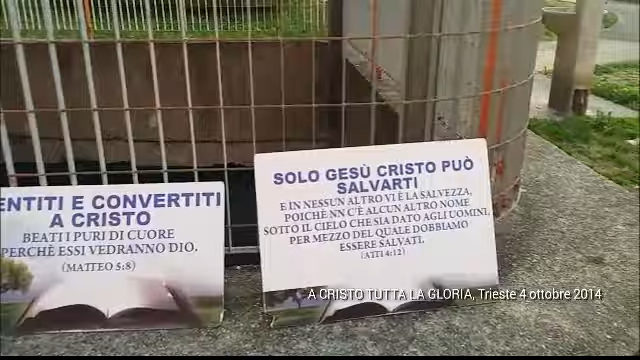 ENTITI E CONVERTITI
A CRISTO
BEATI I PURI DI CUORE
PERCHÈ ESSI VEDRANNO DIO.
(MATTEO 5:8)
SOLO GESÙ CRISTO PUÒ
SALVARTI
E IN NESSUN ALTRO VI È LA SALVEZZA,
POICHÈ NN C'È ALCUN ALTRO NOME
SOTTO IL CIELO CHE SIA DATO AGLI UOMINI,
PER MEZZO DEL QUALE DOBBIAMO
ESSERE SALVATI.
(ATTI 4:12)
A CRISTO TUTTA LA GLORIA, Trieste 4 ottobre 2014